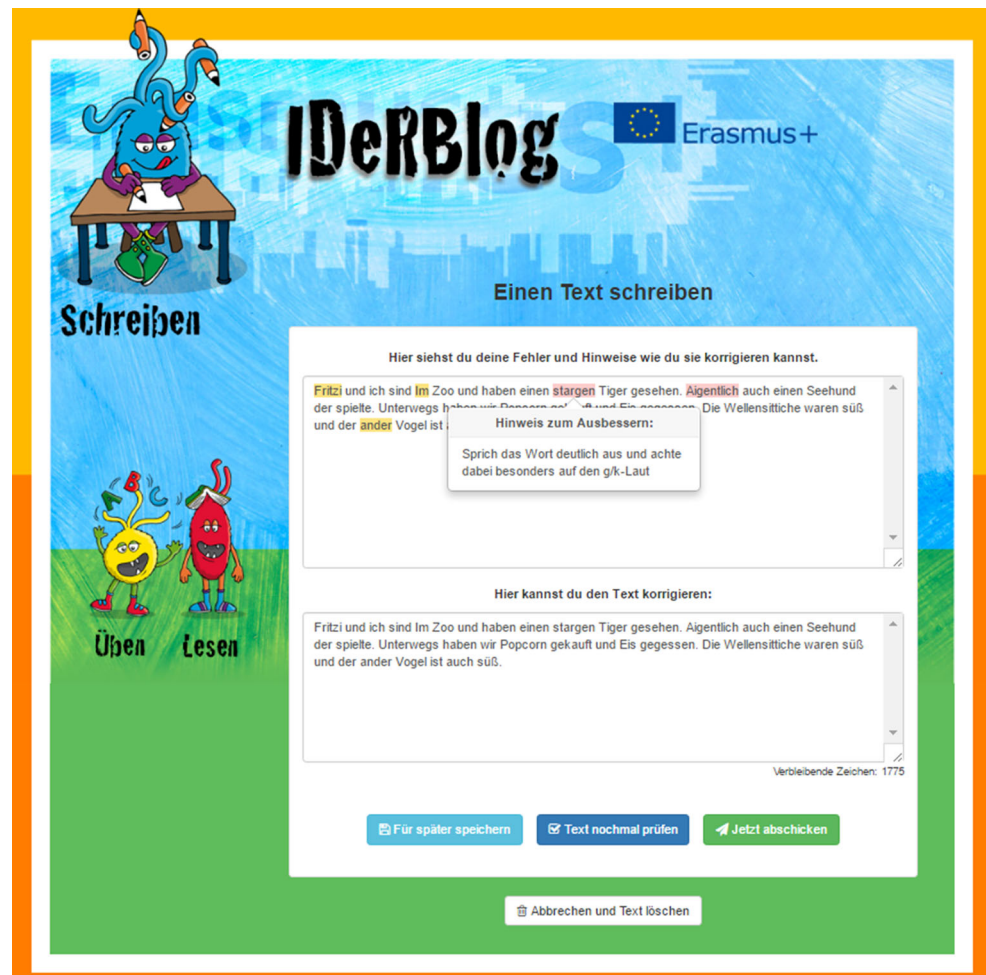 IDeRBlog
Erasmus+
Einen Text schreiben
Schreiben
Hier siehst du deine Fehler und Hinweise wie du sie korrigieren kannst.
Fritzi und ich sind Im Zoo und haben einen stargen Tiger gesehen. Aigentlich auch einen Seehund
der spielte. Unterwegs haben wir Popcorn gekauft und Eis gegessen. Die Wellensittiche waren süß
und der ander Vogel ist
Hinweis zum Ausbessern:
Sprich das Wort deutlich aus und achte
dabei besonders auf den g/k-Laut
A B C
Üben Lesen
Hier kannst du den Text korrigieren:
Fritzi und ich sind Im Zoo und haben einen stargen Tiger gesehen. Aigentlich auch einen Seehund
der spielte. Unterwegs haben wir Popcorn gekauft und Eis gegessen. Die Wellensittiche waren süß
und der ander Vogel ist auch süß.
Verbleibende Zeichen: 1775
Für später speichern
Text nochmal prüfen
Jetzt abschicken
Abbrechen und Text löschen